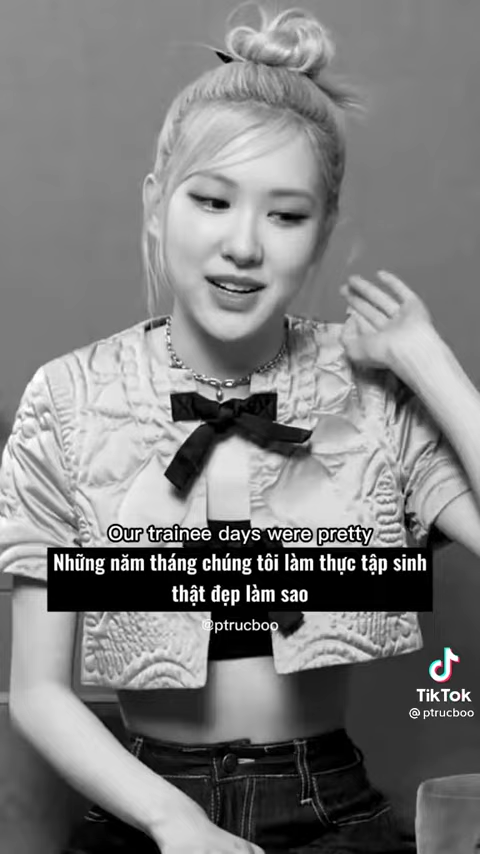 Our trainee days were pretty
Những năm tháng chúng tôi làm thực tập sinh
thật đẹp làm sao
@ptrucboo
TikTok
@ptrucboo